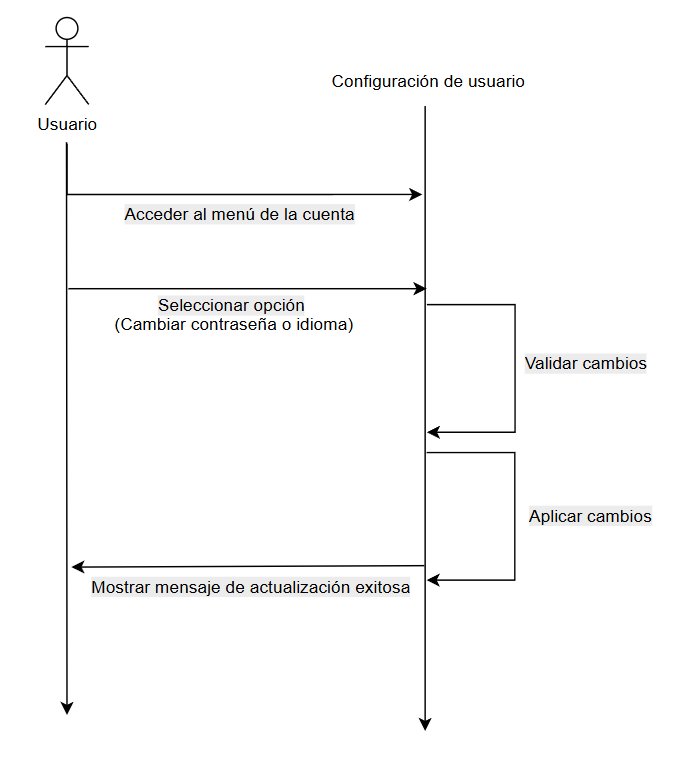 Configuración de usuario
Usuario
Acceder al menú de la cuenta
Seleccionar opción
(Cambiar contraseña o idioma)
Validar cambios
Aplicar cambios
Mostrar mensaje de actualización exitosa